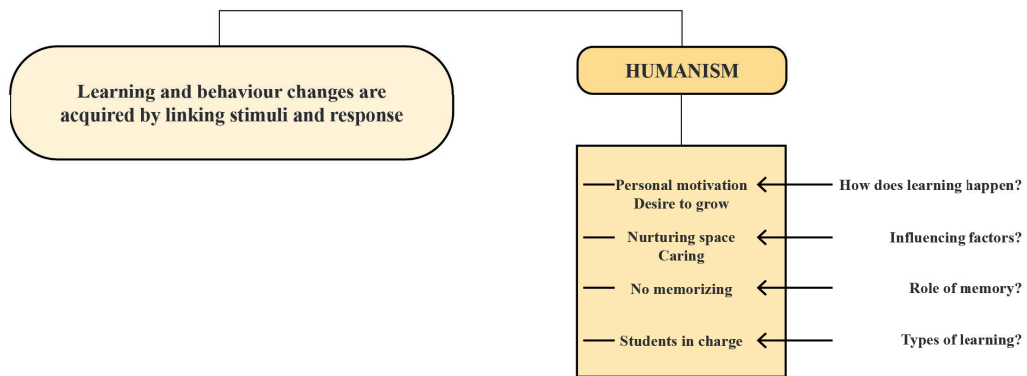 Learning and behaviour changes are
acquired by linking stimuli and response
HUMANISM
Personal motivation
Desire to grow
How does learning happen?
Nurturing space
Caring
Influencing factors?
No memorizing
Role of memory?
Students in charge
Types of learning?